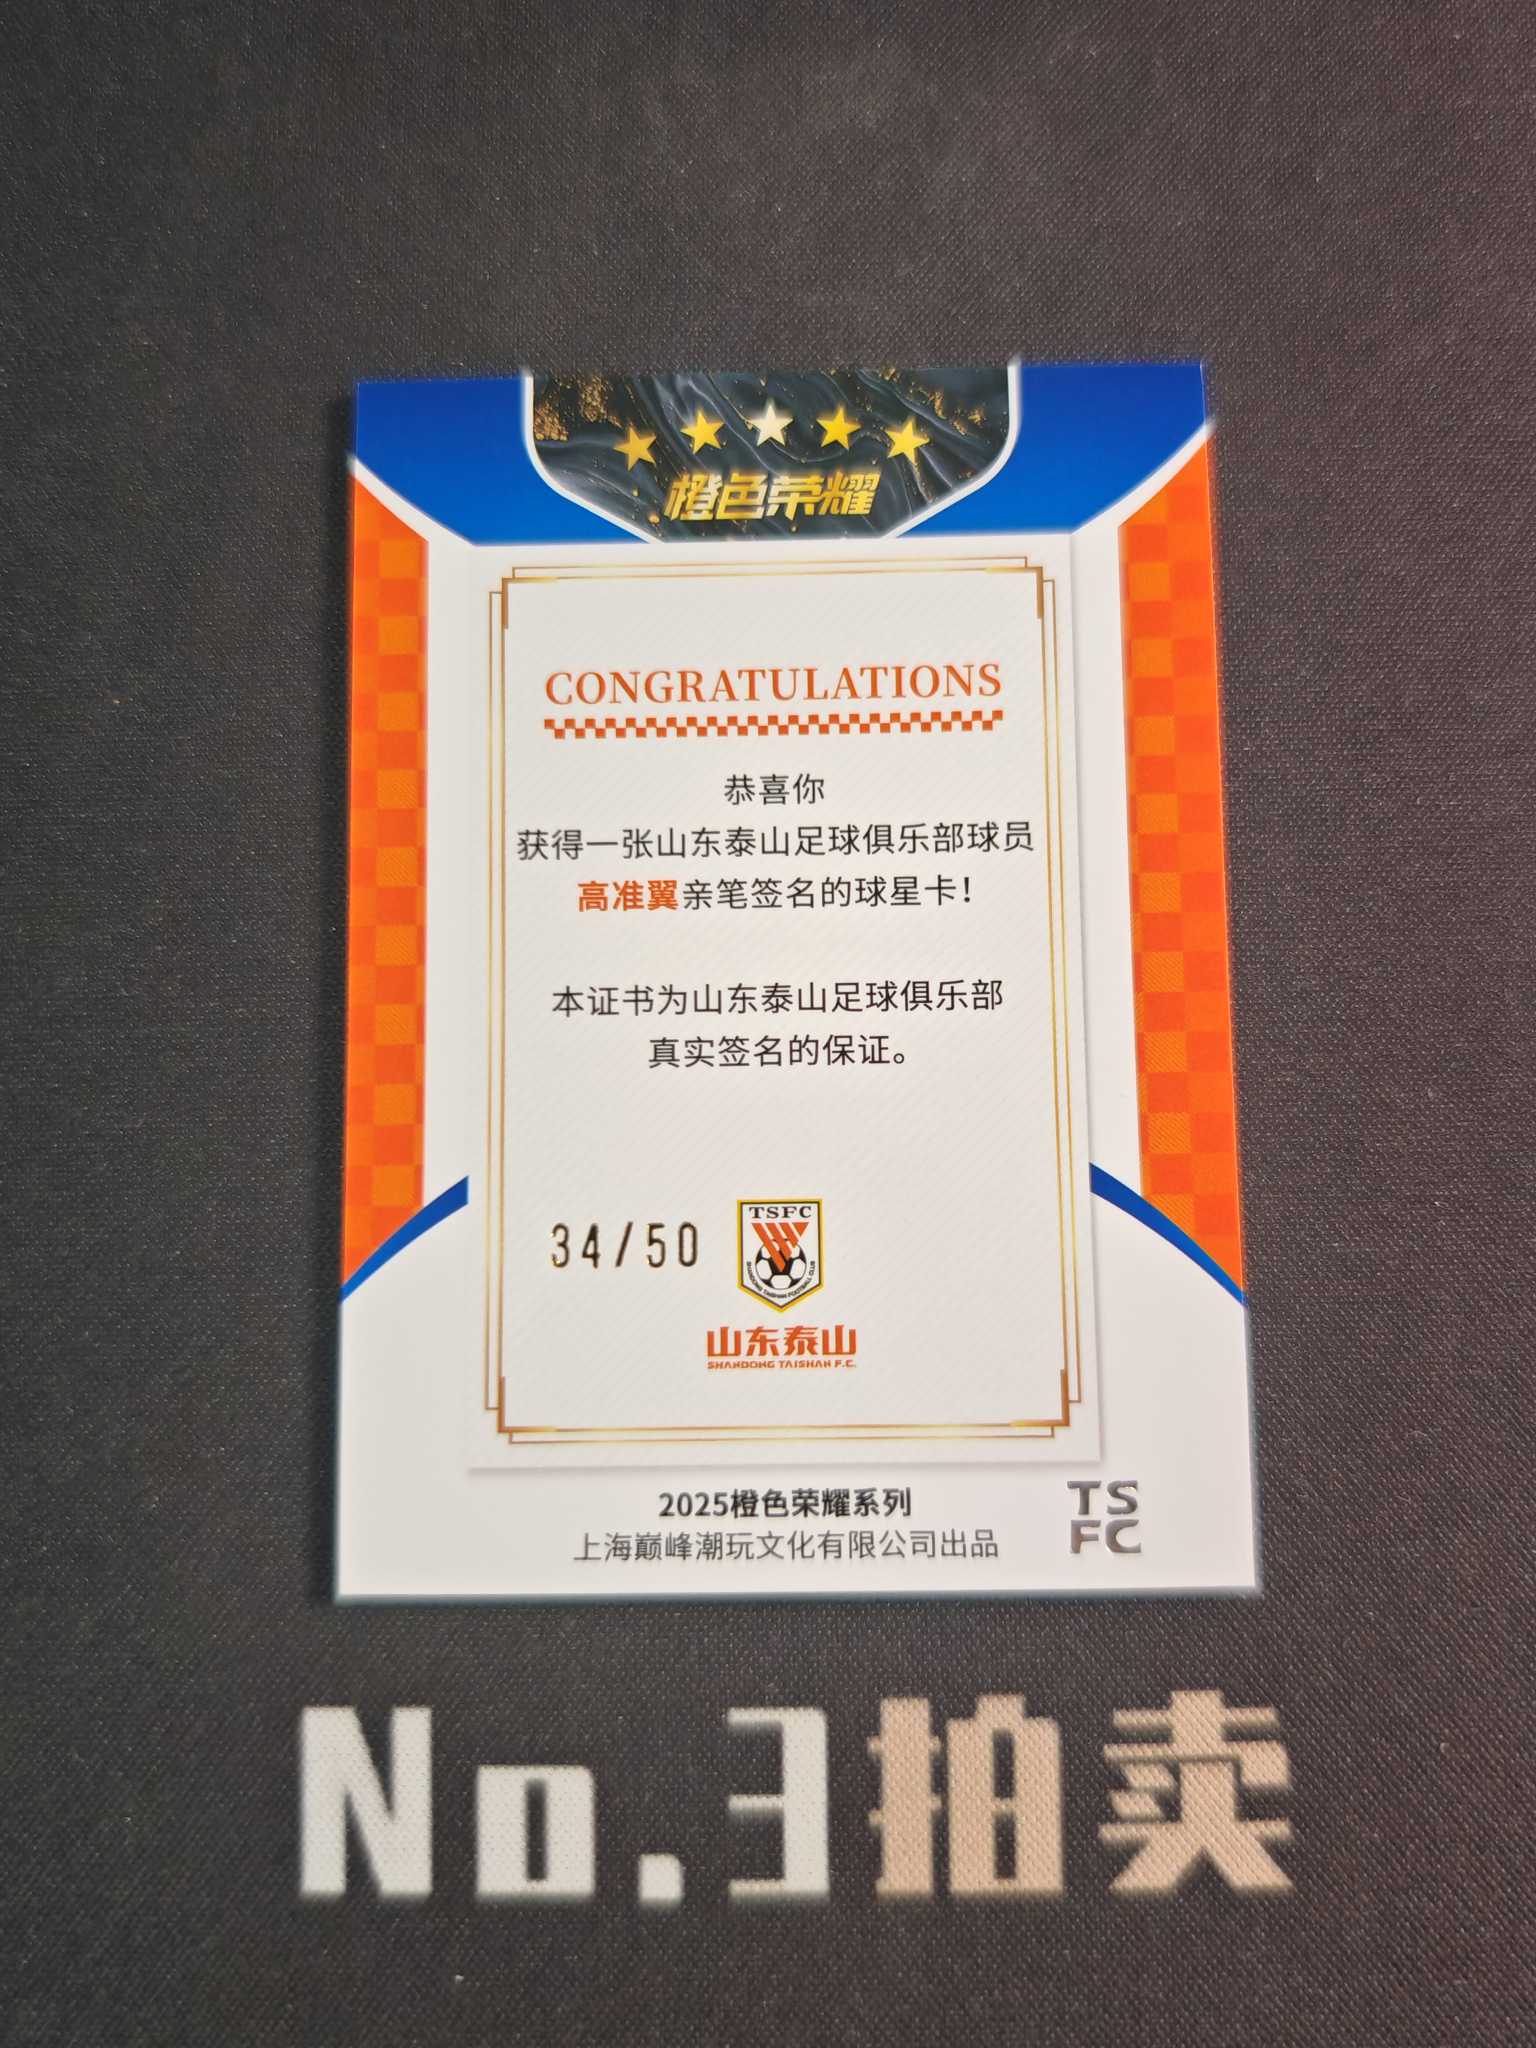 橙色荣耀
CONGRATULATIONS
恭喜你
获得一张山东泰山足球俱乐部球员
高准翼亲笔签名的球星卡！
本证书为山东泰山足球俱乐部
真实签名的保证。
34/50
TSFC
SHANDONG TAISHAN FOOTBALL CLUB
山东泰山
SHANDONG TAISHAN F.C.
2025橙色荣耀系列
上海巅峰潮玩文化有限公司出品
TS
FC
No.3拍卖